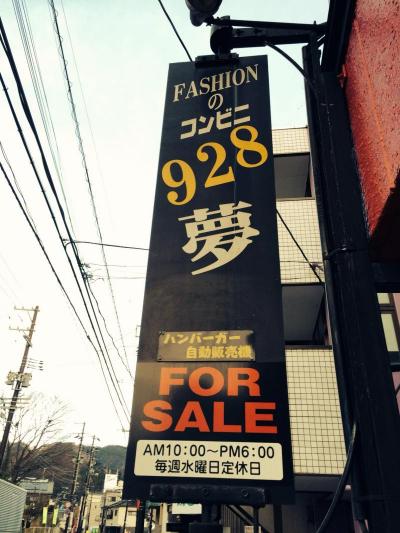 FASHION
の
コンビニ
928
夢
ハンバーガー
自動販売機
FOR
SALE
AM10:00～PM6:00
毎週水曜日定休日